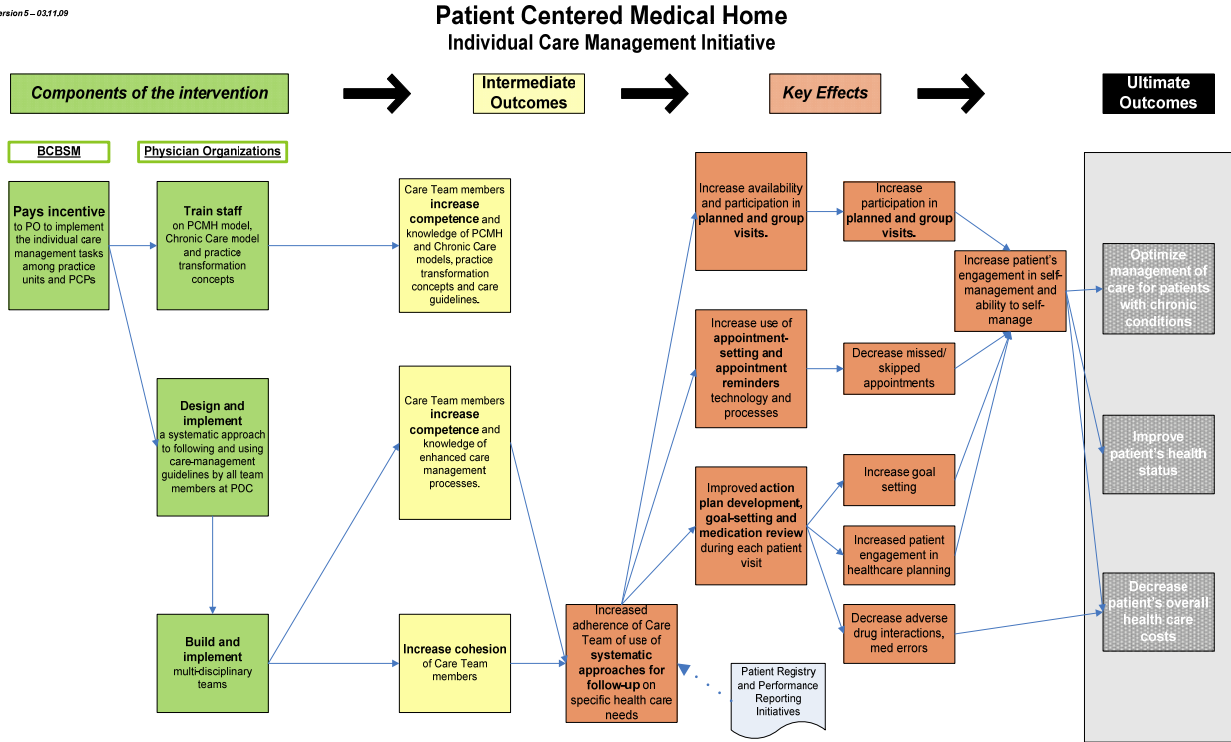 ersion 5 – 03,11,09
Patient Centered Medical Home
Individual Care Management Initiative
Components of the intervention
Intermediate
Outcomes
Key Effects
Ultimate
Outcomes
BCBSM
Physician Organizations
Pays incentive
to PO to implement
the individual care
management tasks
among practice
units and PCPs
Train staff
on PCMH model,
Chronic Care model
and practice
transformation
concepts
Design and
implement
a systematic approach
to following and using
care-management
guidelines by all team
members at POC
Build and
implement
multi-disciplinary
teams
Care Team members
increase
competence and
knowledge of PCMH
and Chronic Care
models, practice
transformation
concepts and care
guidelines.
Care Team members
increase
competence and
knowledge of
enhanced care
management
processes.
Increase cohesion
of Care Team
members
Increased
adherence of Care
Team of use of
systematic
approaches for
follow-up on
specific health care
needs
Patient Registry
and Performance
Reporting
Initiatives
Increase availability
and participation in
planned and group
visits.
Increase use of
appointment-
setting and
appointment
reminders
technology and
processes
Improved action
plan development,
goal-setting and
medication review
during each patient
visit
Increase
participation in
planned and group
visits.
Decrease missed/
skipped
appointments
Increase goal
setting
Increased patient
engagement in
healthcare planning
Decrease adverse
drug interactions,
med errors
Increase patient's
engagement in self-
management and
ability to self-
manage
Optimize
management of
care for patients
with chronic
conditions
Improve
patient's health
status
Decrease
patient's overall
health care
costs